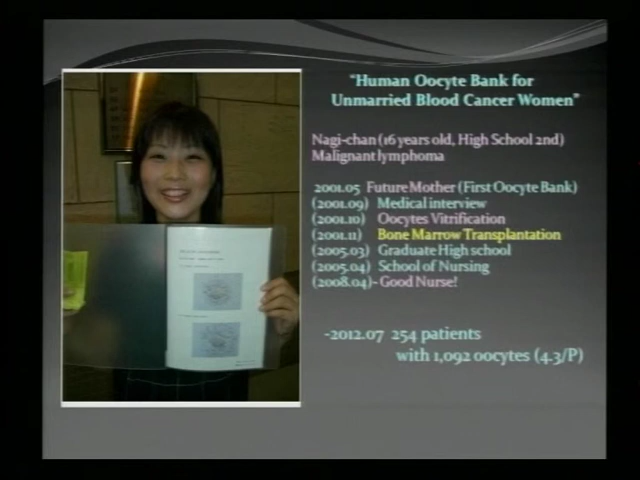 “Human Oocyte Bank for
Unmarried Blood Cancer Women”
Nagi-chan (16 years old, High School 2nd)
Malignant lymphoma
2001.05 Future Mother (First Oocyte Bank)
(2001.09) Medical interview
(2001.10) Oocytes Vitrification
(2001.11) Bone Marrow Transplantation
(2005.03) Graduate High school
(2005.04) School of Nursing
(2008.04)- Good Nurse!
-2012.07 254 patients
with 1,092 oocytes (4.3/P)